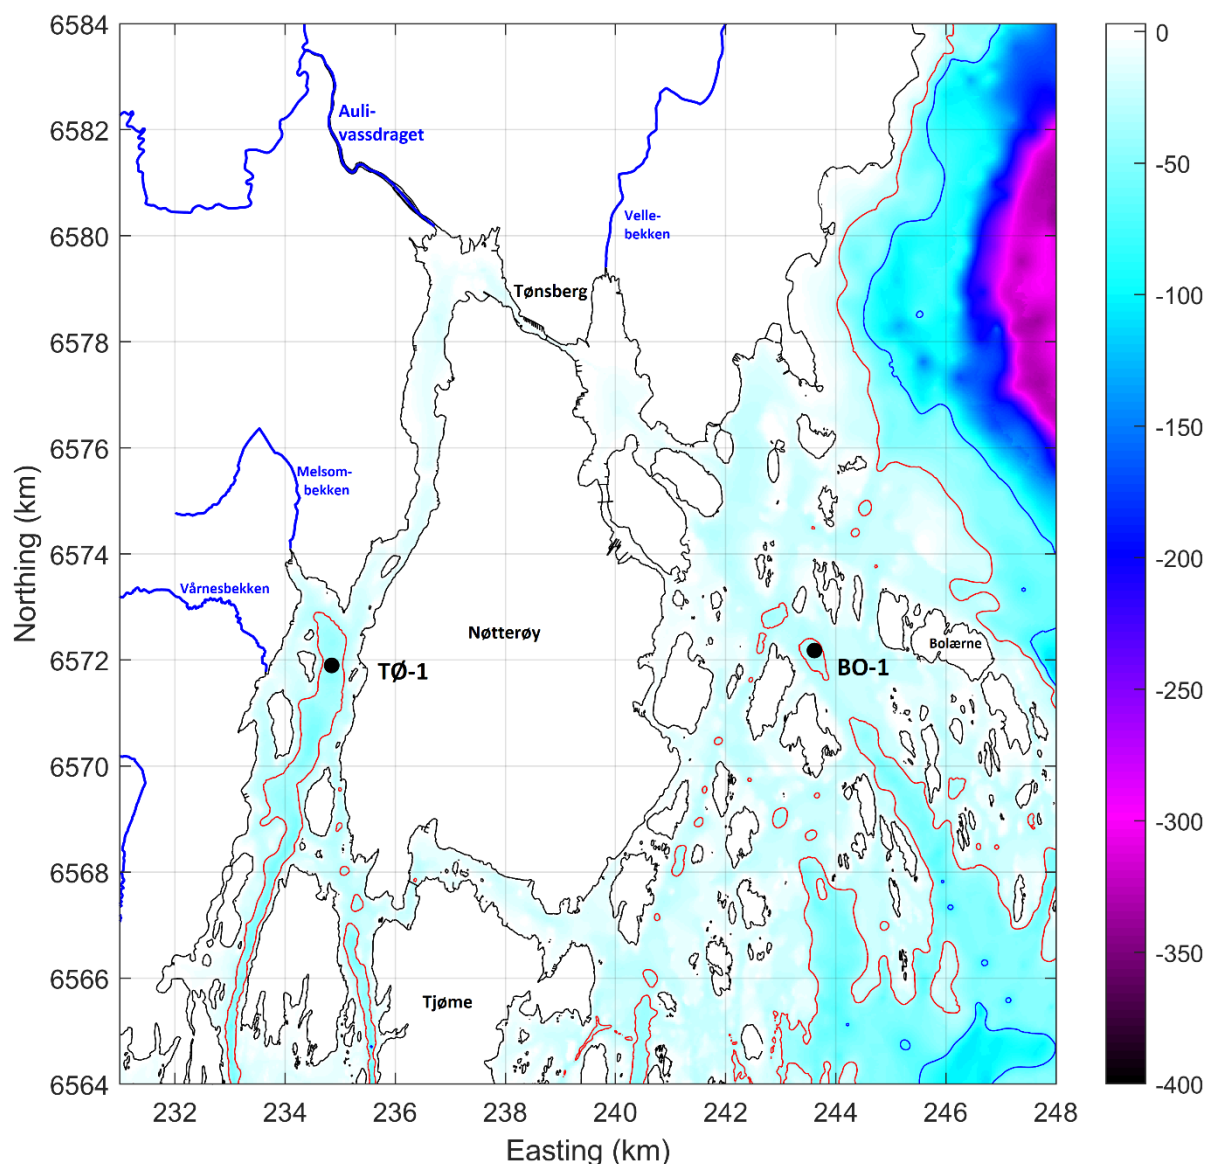 6584
6582
6580
6578
6576
6574
6572
6570
6568
6566
6564
Northing (km)
232
234
236
238
240
242
244
246
248
Easting (km)
Auli-
vassdraget
Velle-
bekken
Tønsberg
Melsom-
bekken
Vårnesbekken
Nøtterøy
Bolærne
TØ-1
BO-1
Tjøme
0
-50
-100
-150
-200
-250
-300
-350
-400